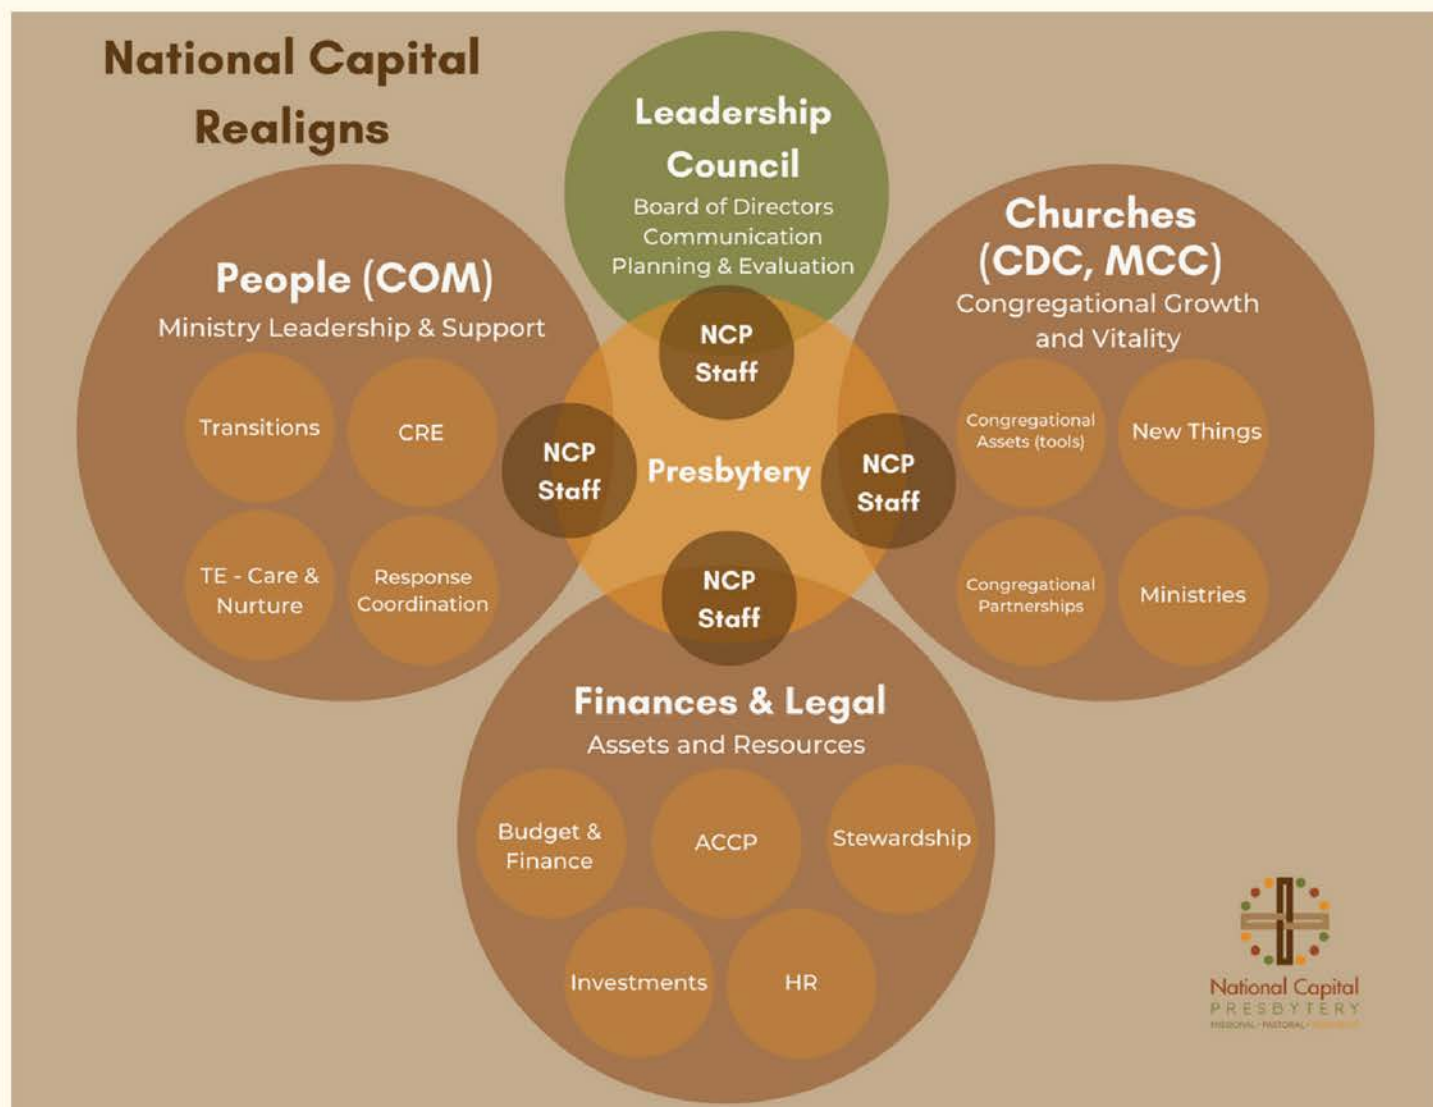 National Capital
Realigns
Leadership
Council
Board of Directors
Communication
Planning & Evaluation
People (COM)
Ministry Leadership & Support
Transitions
CRE
TE - Care &
Nurture
Response
Coordination
Churches
(CDC, MCC)
Congregational Growth
and Vitality
Congregational
Assets (tools)
New Things
Congregational
Partnerships
Ministries
NCP
Staff
NCP
Staff
Presbytery
NCP
Staff
NCP
Staff
Finances & Legal
Assets and Resources
Budget &
Finance
ACCP
Stewardship
Investments
HR
National Capital
PRESBYTERY
MISSIONAL • PASTORAL •